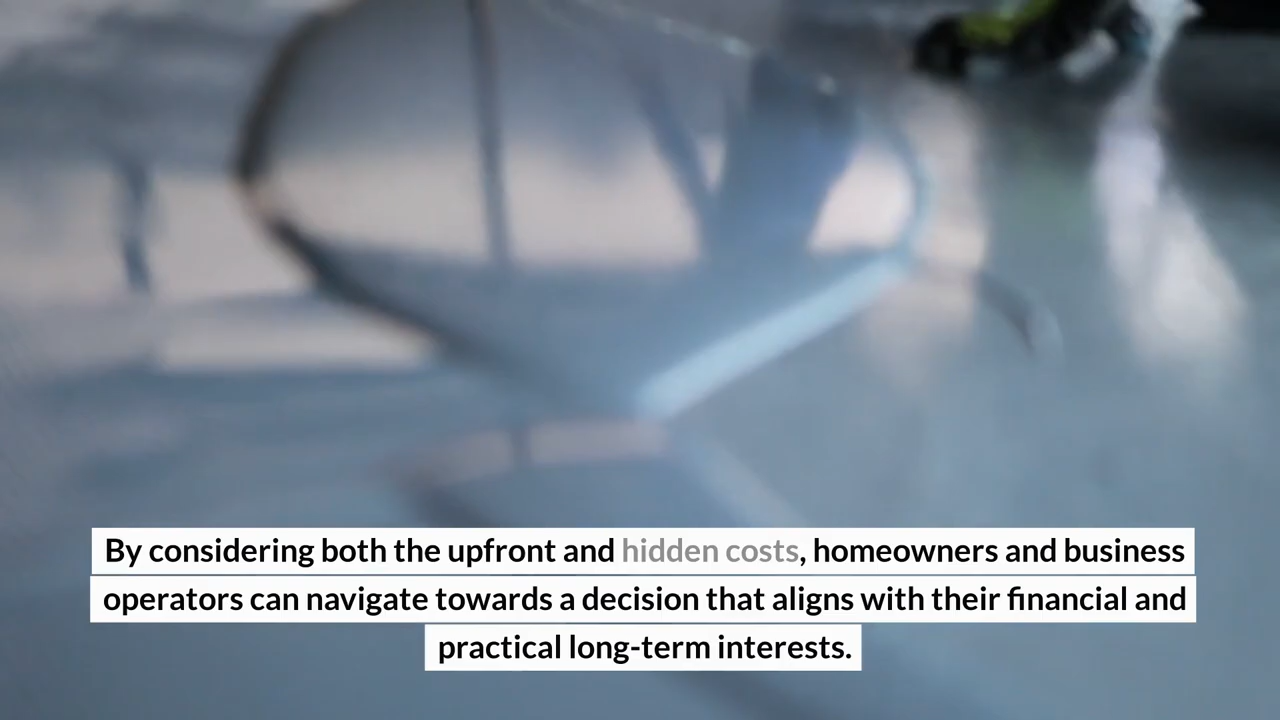 By considering both the upfront and hidden costs, homeowners and business
operators can navigate towards a decision that aligns with their financial and
practical long-term interests.